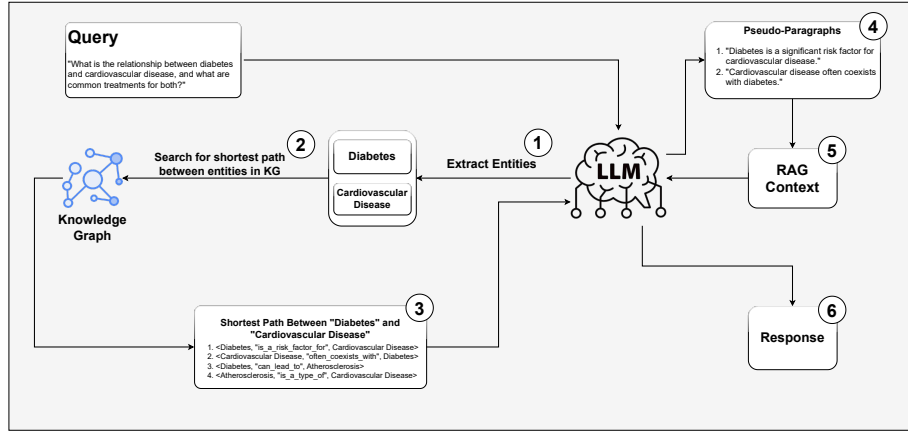 Query
"What is the relationship between diabetes
and cardiovascular disease, and what are
common treatments for both?"
1
Extract Entities
LLM
Diabetes
Cardiovascular
Disease
2
Search for shortest path
between entities in KG
Knowledge
Graph
3
Shortest Path Between "Diabetes" and
"Cardiovascular Disease"
1. <Diabetes, "is_a_risk_factor_for", Cardiovascular Disease>
2. <Cardiovascular Disease, "often_coexists_with", Diabetes>
3. <Diabetes, "can_lead_to", Atherosclerosis>
4. <Atherosclerosis, "is_a_type_of", Cardiovascular Disease>
4
Pseudo-Paragraphs
1. "Diabetes is a significant risk factor for
cardiovascular disease."
2. "Cardiovascular disease often coexists
with diabetes."
5
RAG
Context
6
Response